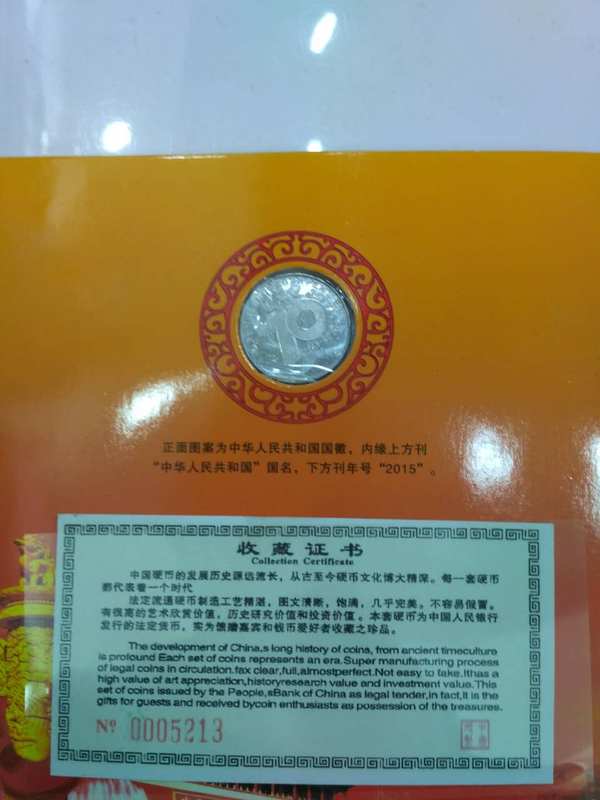 70
正面图案为中华人民共和国国徽，内缘上方刊
“中华人民共和国”国名，下方刊年号“2015”。
收藏证书
Collection Certificate
中国硬币的发展历史源远流长，从古至今硬币文化博大精深。每一套硬币
都代表着一个时代
法定流通硬币制造工艺精湛，图文清晰，饱满，几乎完美。不容易做冒。
有很高的艺术欣赏价值，历史研究价值和投资价值。本套硬币为中国人民银行
发行的法定货币，实为馈赠嘉宾和钱币爱好者收藏之珍品。
The development of China,s long history of coins, from ancient timeculture
is profound Each set of coins represents an era.Super manufacturing process
of legal coins in circulation.fax clear,full,almostperfect.Not easy to fake.Ithas a
high value of art appreciation,historyresearch value and investment value.This
set of coins issued by the People,sBank of China as legal tender,in fact,it is the
gifts for guests and received bycoin enthusiasts as possession of the treasures.
Nº 0005213